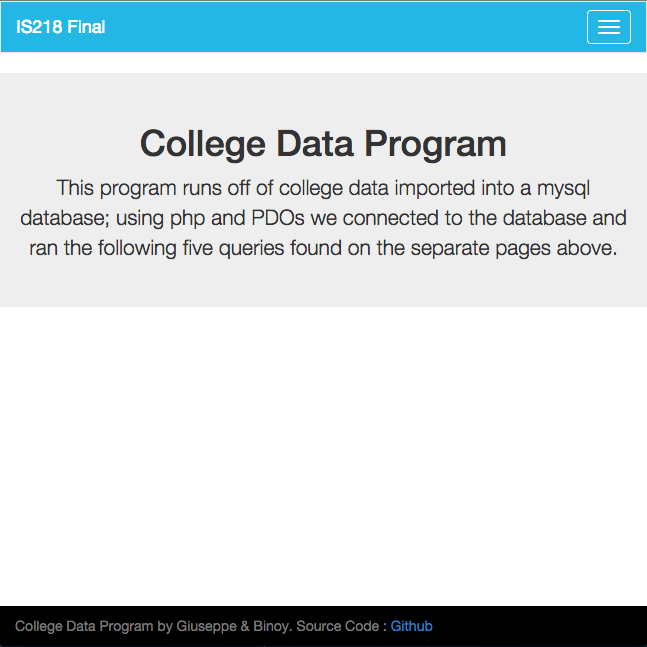 IS218 Final
College Data Program
This program runs off of college data imported into a mysql
database; using php and PDOs we connected to the database and
ran the following five queries found on the separate pages above.
College Data Program by Giuseppe & Binoy. Source Code : Github